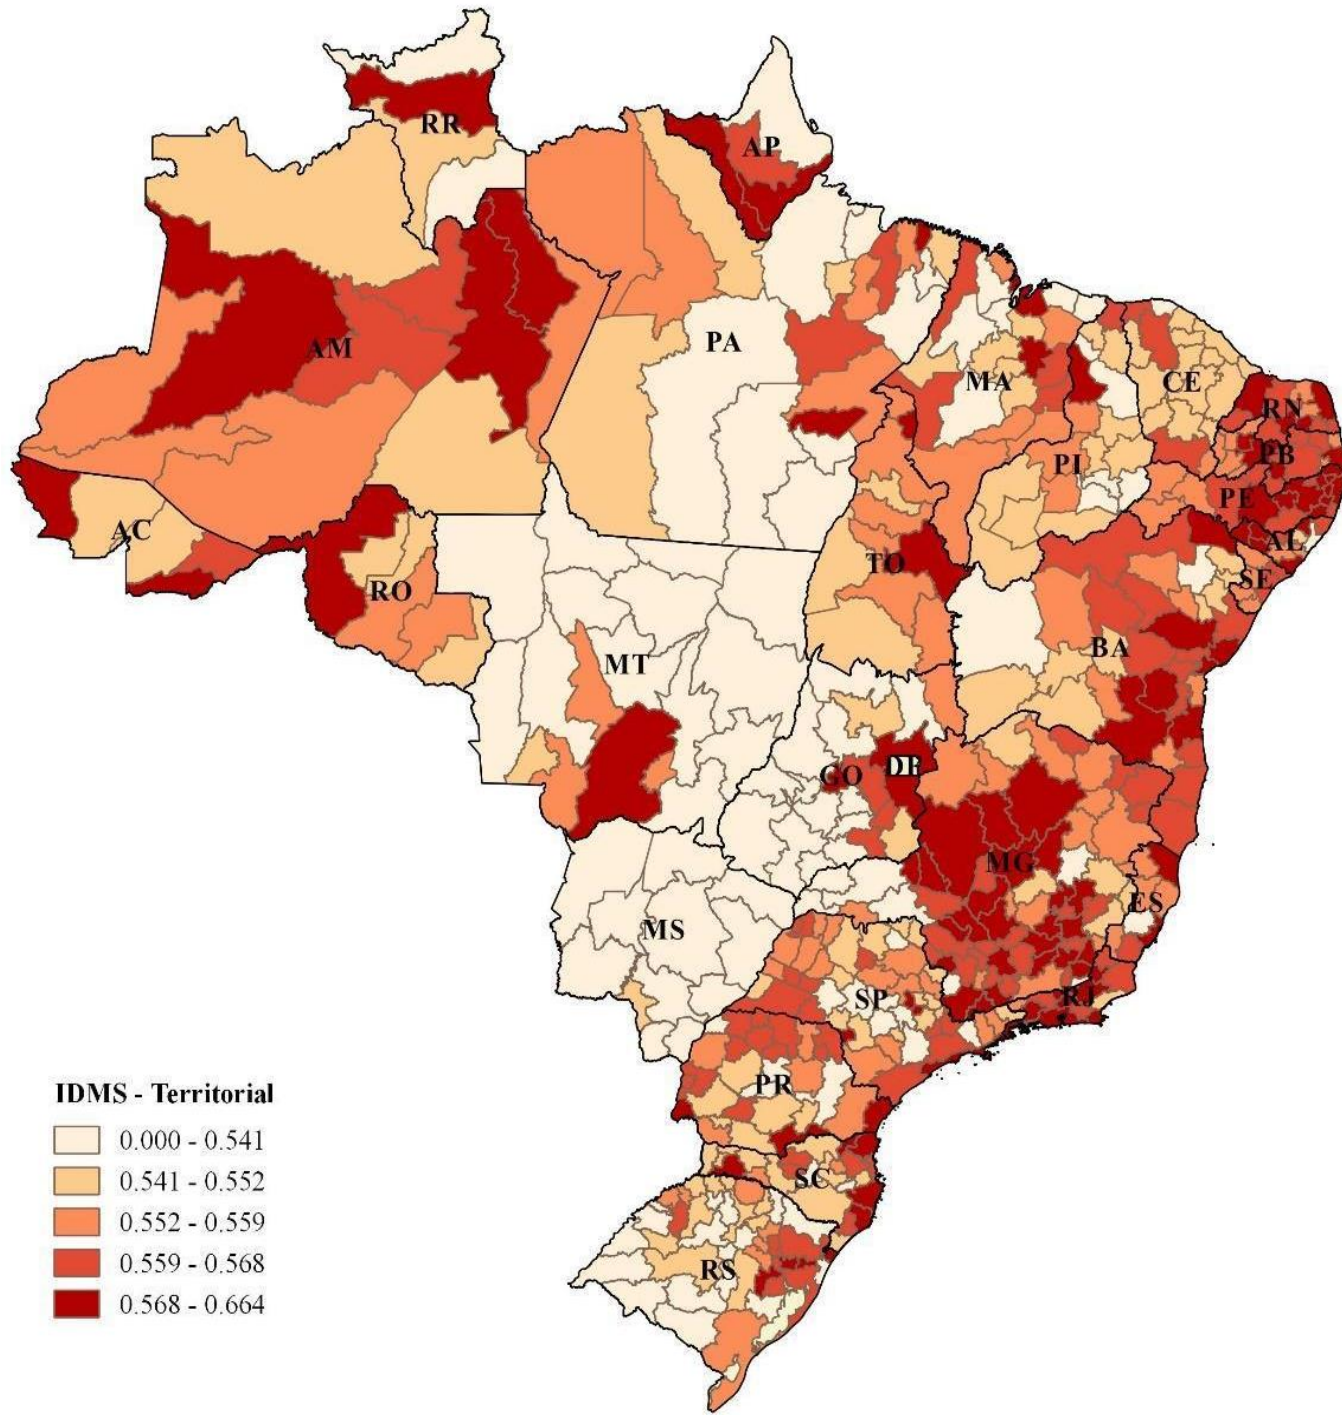 RR
AP
AM
PA
MA
CE
RN
PB
PI
PE
AL
SE
AC
RO
TO
BA
MT
GO
DF
MG
ES
MS
SP
RJ
PR
SC
RS
IDMS - Territorial
0.000 - 0.541
0.541 - 0.552
0.552 - 0.559
0.559 - 0.568
0.568 - 0.664